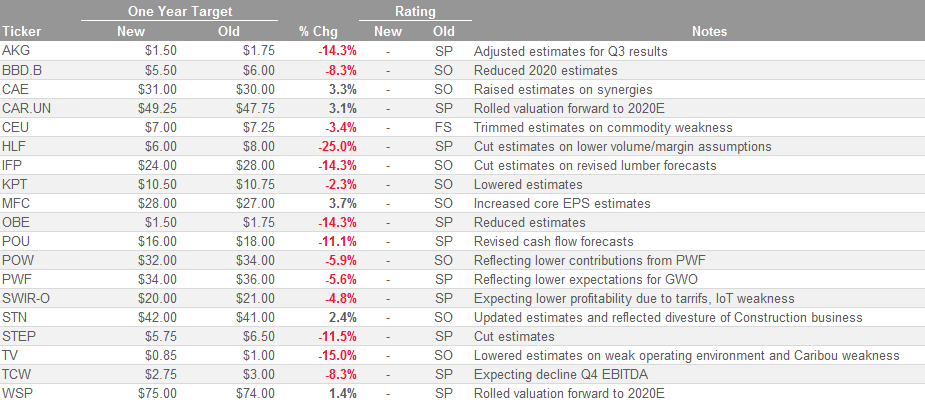 One Year Target Rating
Ticker New Old % Chg New Old Notes
AKG $1.50 $1.75 -14.3% - SP Adjusted estimates for Q3 results
BBD.B $5.50 $6.00 -8.3% - SO Reduced 2020 estimates
CAE $31.00 $30.00 3.3% - SO Raised estimates on synergies
CAR.UN $49.25 $47.75 3.1% - SP Rolled valuation forward to 2020E
CEU $7.00 $7.25 -3.4% - FS Trimmed estimates on commodity weakness
HLF $6.00 $8.00 -25.0% - SP Cut estimates on lower volume/margin assumptions
IFP $24.00 $28.00 -14.3% - SO Cut estimates on revised lumber forecasts
KPT $10.50 $10.75 -2.3% - SO Lowered estimates
MFC $28.00 $27.00 3.7% - SO Increased core EPS estimates
OBE $1.50 $1.75 -14.3% - SP Reduced estimates
POU $16.00 $18.00 -11.1% - SP Revised cash flow forecasts
POW $32.00 $34.00 -5.9% - SO Reflecting lower contributions from PWF
PWF $34.00 $36.00 -5.6% - SP Reflecting lower expectations for GWO
SWIR-O $20.00 $21.00 -4.8% - SP Expecting lower profitability due to tarrifs, IoT weakness
STN $42.00 $41.00 2.4% - SO Updated estimates and reflected divesture of Construction business
STEP $5.75 $6.50 -11.5% - SP Cut estimates
TV $0.85 $1.00 -15.0% - SO Lowered estimates on weak operating environment and Caribou weakness
TCW $2.75 $3.00 -8.3% - SP Expecting decline Q4 EBITDA
WSP $75.00 $74.00 1.4% - SP Rolled valuation forward to 2020E